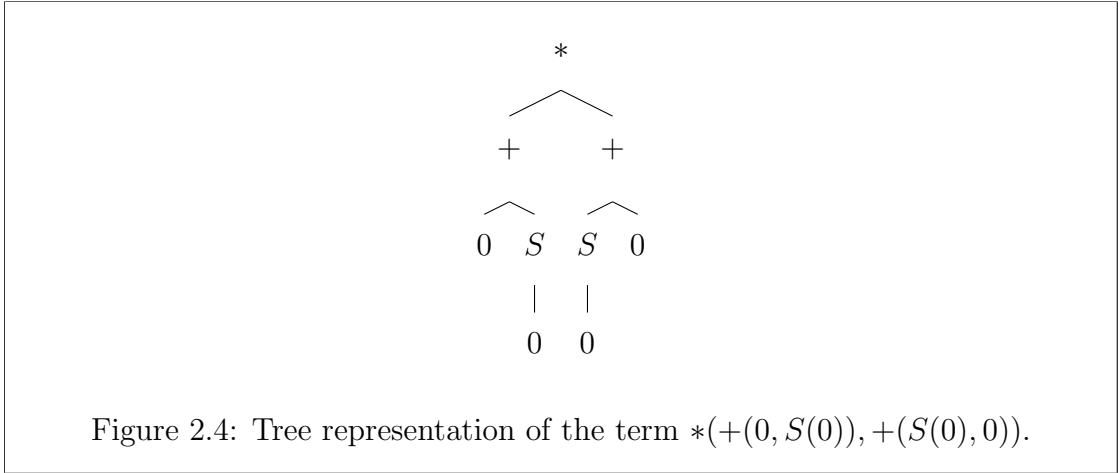 *
+ +
0 S S 0
0 0
Figure 2.4: Tree representation of the term ∗(+(0, S(0)), +(S(0), 0)).